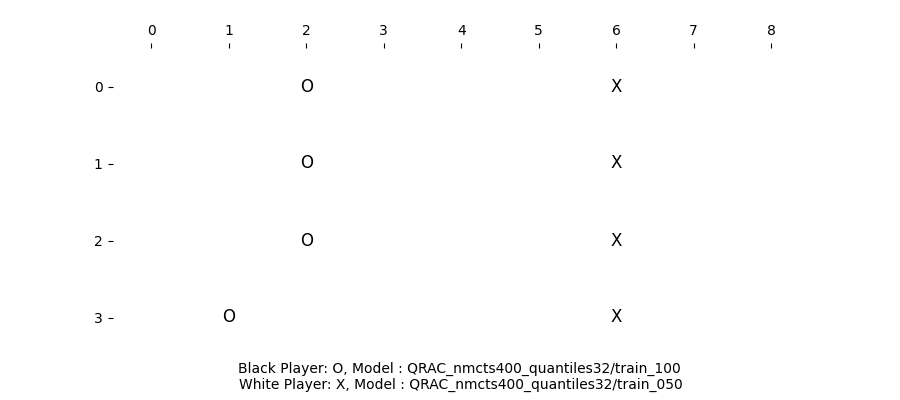 0 1 2 3 4 5 6 7 8
0 O X
1 O X
2 O X
3 O X
Black Player: O, Model : QRAC_nmcts400_quantiles32/train_100
White Player: X, Model : QRAC_nmcts400_quantiles32/train_050